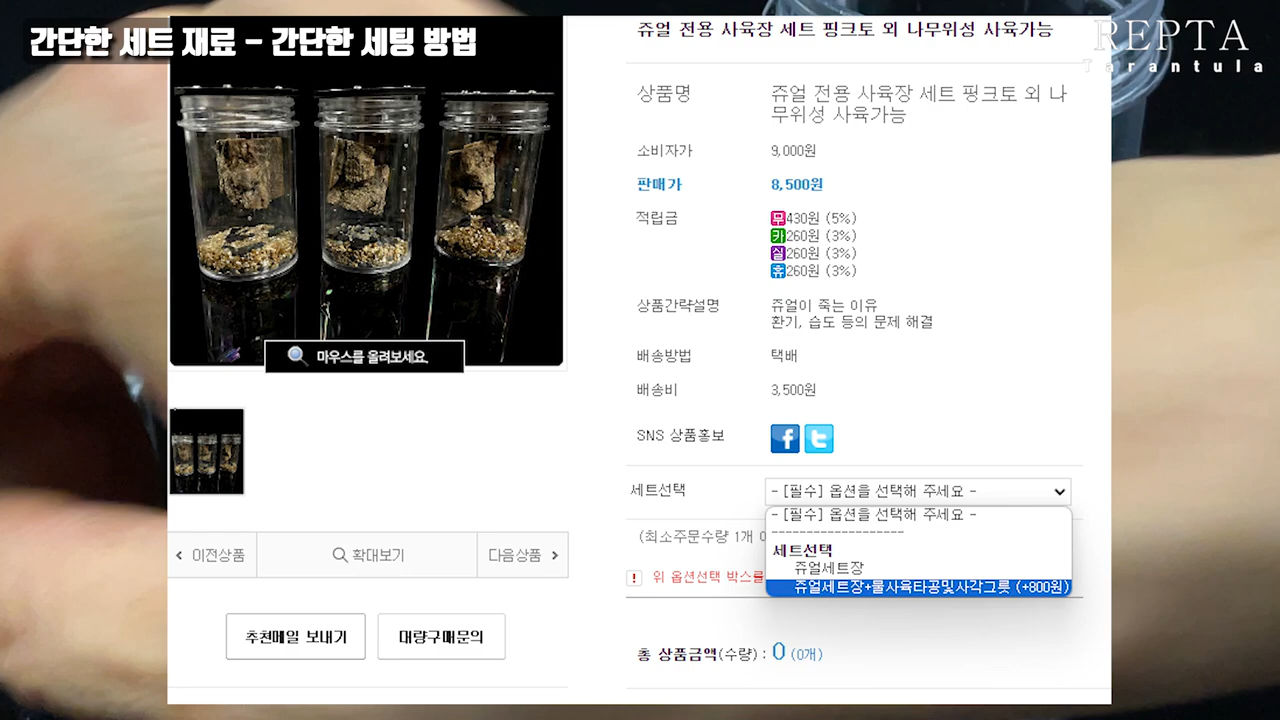 간단한 세트 재료 - 간단한 세팅 방법
REPTA
Tarantula
쥬얼 전용 사육장 세트 핑크토 외 나무위성 사육가능
상품명
쥬얼 전용 사육장 세트 핑크토 외 나
무위성 사육가능
소비자가
9,000원
판매가
8,500원
적립금
무 430원 (5%)
카 260원 (3%)
실 260원 (3%)
휴 260원 (3%)
상품간략설명
쥬얼이 죽는 이유
환기, 습도 등의 문제 해결
배송방법
택배
배송비
3,500원
SNS 상품홍보
마우스를 올려보세요.
세트선택
- [필수] 옵션을 선택해 주세요 -
- [필수] 옵션을 선택해 주세요 -
-------------------
세트선택
쥬얼세트장
쥬얼세트장+물사육타공및사각그릇 (+800원)
(최소주문수량 1개
! 위 옵션선택 박스를
이전상품
확대보기
다음상품
추천메일 보내기
대량구매문의
총 상품금액(수량) : 0 (0개)